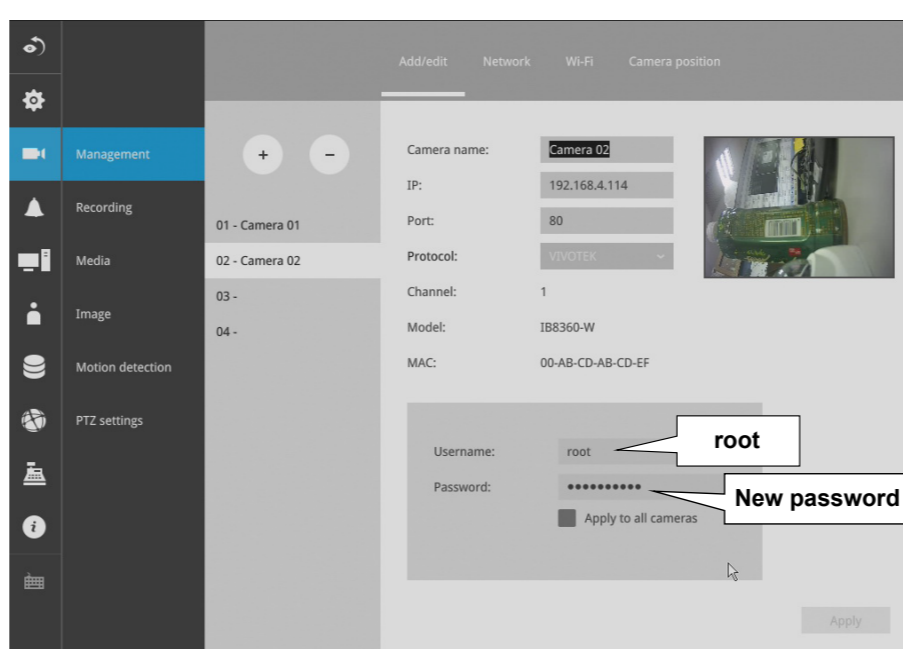 Add/edit Network Wi-Fi Camera position
Management
Recording
Media
Image
Motion detection
PTZ settings
+ −
01 - Camera 01
02 - Camera 02
03 -
04 -
Camera name: Camera 02
IP: 192.168.4.114
Port: 80
Protocol: VIVOTEK
Channel: 1
Model: IB8360-W
MAC: 00-AB-CD-AB-CD-EF
Username: root
root
Password: ••••••••••
New password
Apply to all cameras
Apply